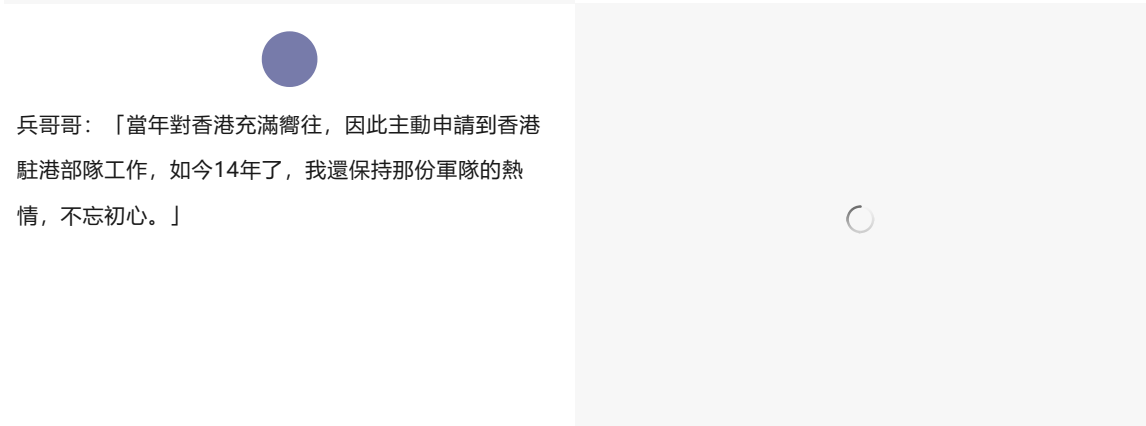 兵哥哥：「當年對香港充滿嚮往，因此主動申請到香港
駐港部隊工作，如今14年了，我還保持那份軍隊的熱
情，不忘初心。」